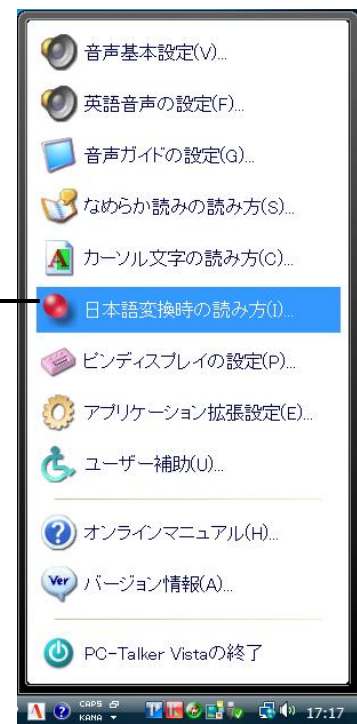 音声基本設定(V)...
英語音声の設定(F)...
音声ガイドの設定(G)...
なめらか読みの読み方(S)...
カーソル文字の読み方(C)...
日本語変換時の読み方(I)...
ピンディスプレイの設定(P)...
アプリケーション拡張設定(E)...
ユーザー補助(U)...
オンラインマニュアル(H)...
Ver バージョン情報(A)...
PC-Talker Vistaの終了
A ? CAPS
KANA
17:17